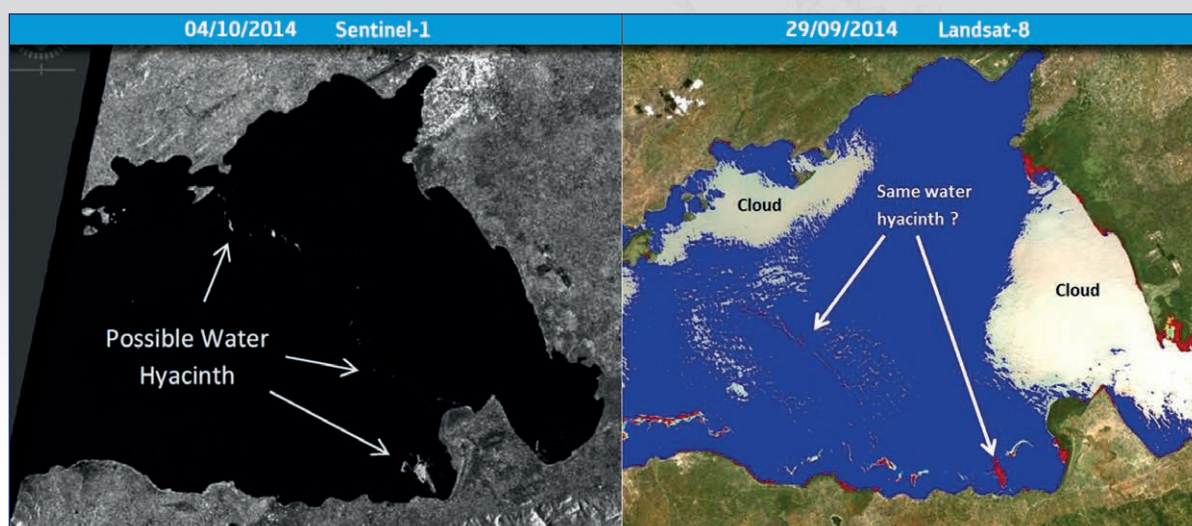 04/10/2014 Sentinel-1
29/09/2014 Landsat-8
Possible Water
Hyacinth
Cloud
Same water
hyacinth ?
Cloud